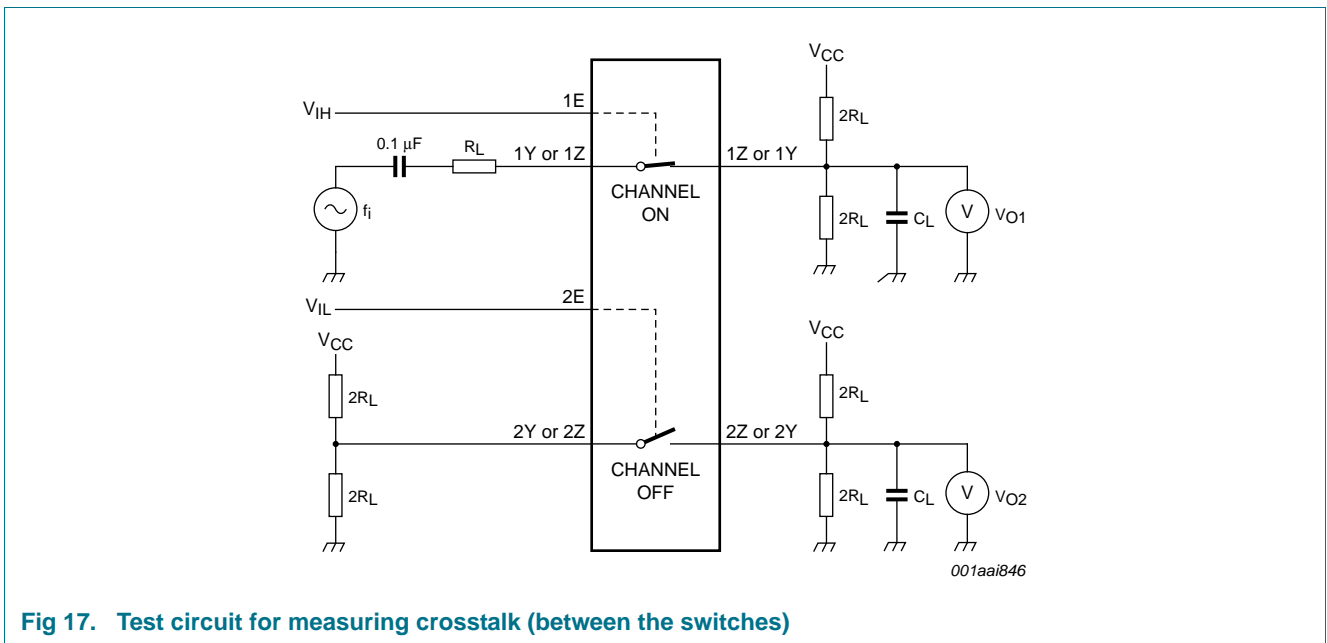 VCC
1E
VIH
2RL
0.1 μF
RL
1Y or 1Z
1Z or 1Y
CHANNEL
ON
fi
2RL
CL
V
VO1
2E
VIL
VCC
VCC
2RL
2RL
2Y or 2Z
2Z or 2Y
CHANNEL
OFF
2RL
2RL
CL
V
VO2
001aai846
Fig 17. Test circuit for measuring crosstalk (between the switches)